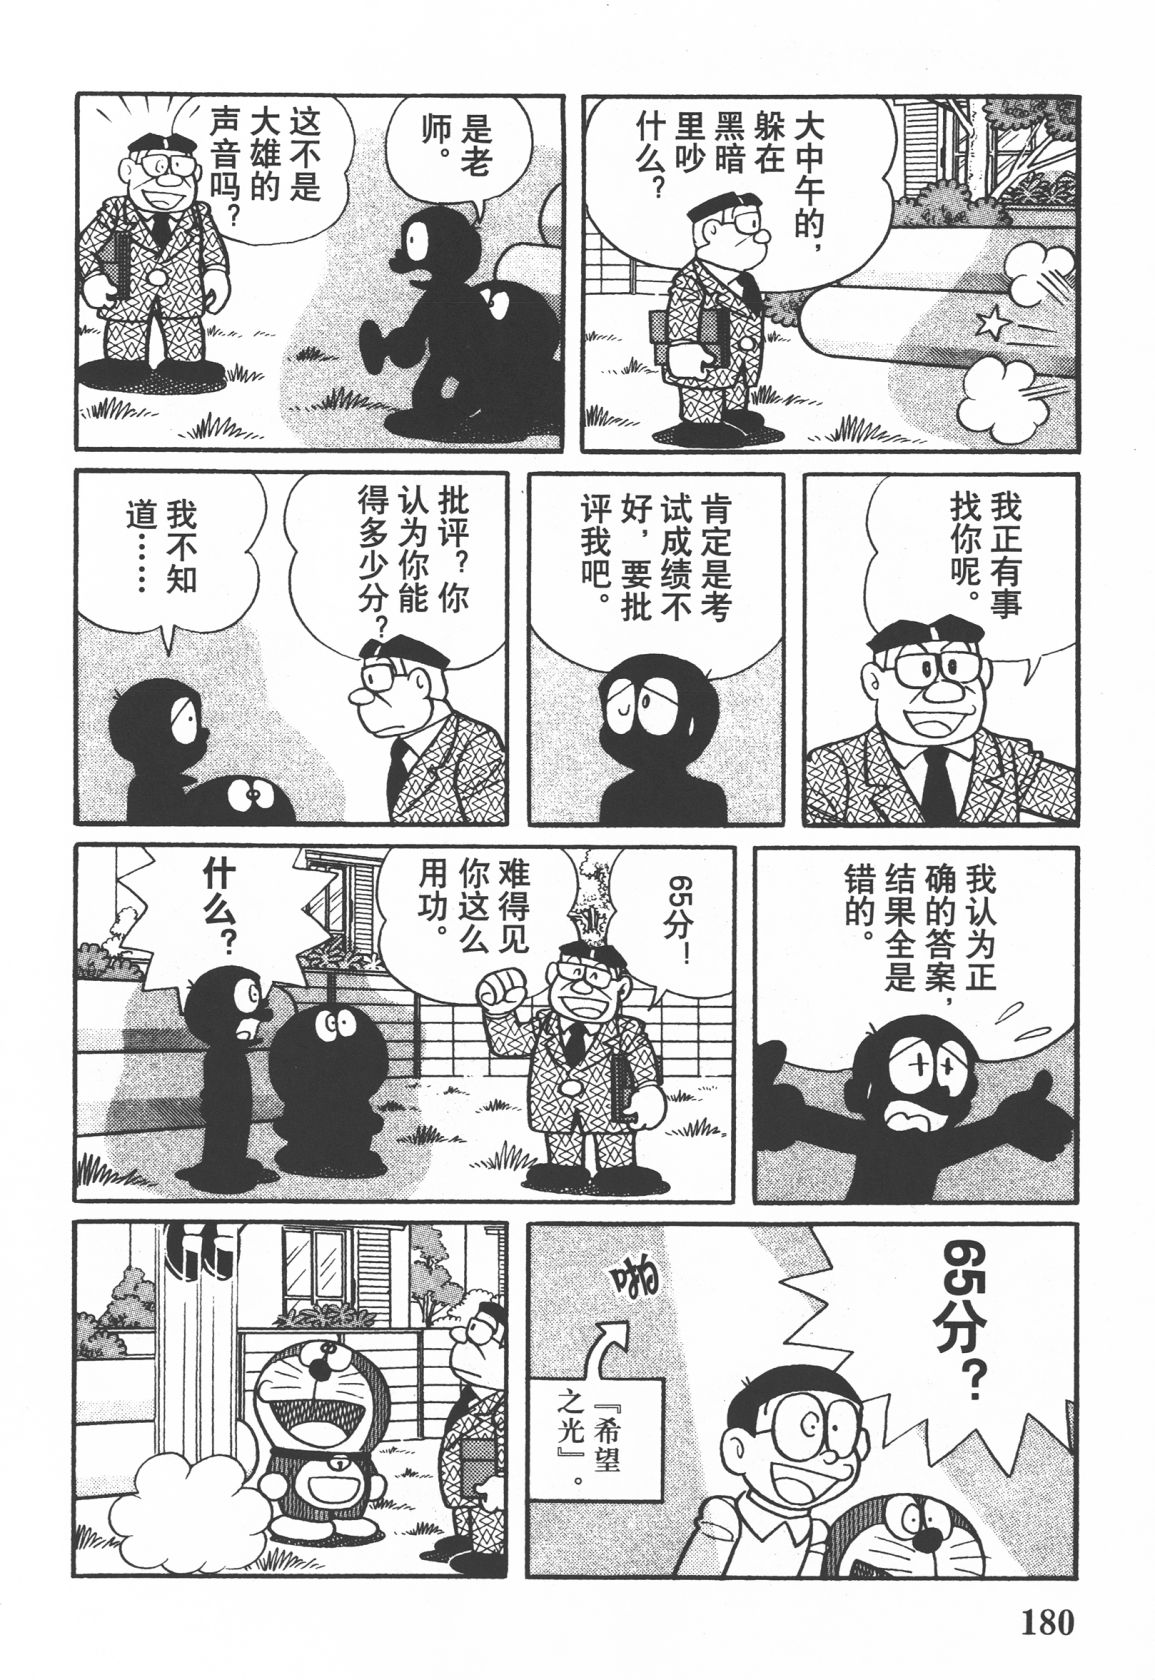 大中午的，
躲在
黑暗
里吵
什么？
是老
师。
这不是
大雄的
声音吗？
我正有事
找你呢。
肯定是考
试成绩不
好，要批
评我吧。
批评？你
认为你能
得多少分？
我不知
道……
我认为正
确的答案，
结果全是
错的。
65分！
难得见
你这么
用功。
什么？
65分？
啪
『希望
之光』。
180